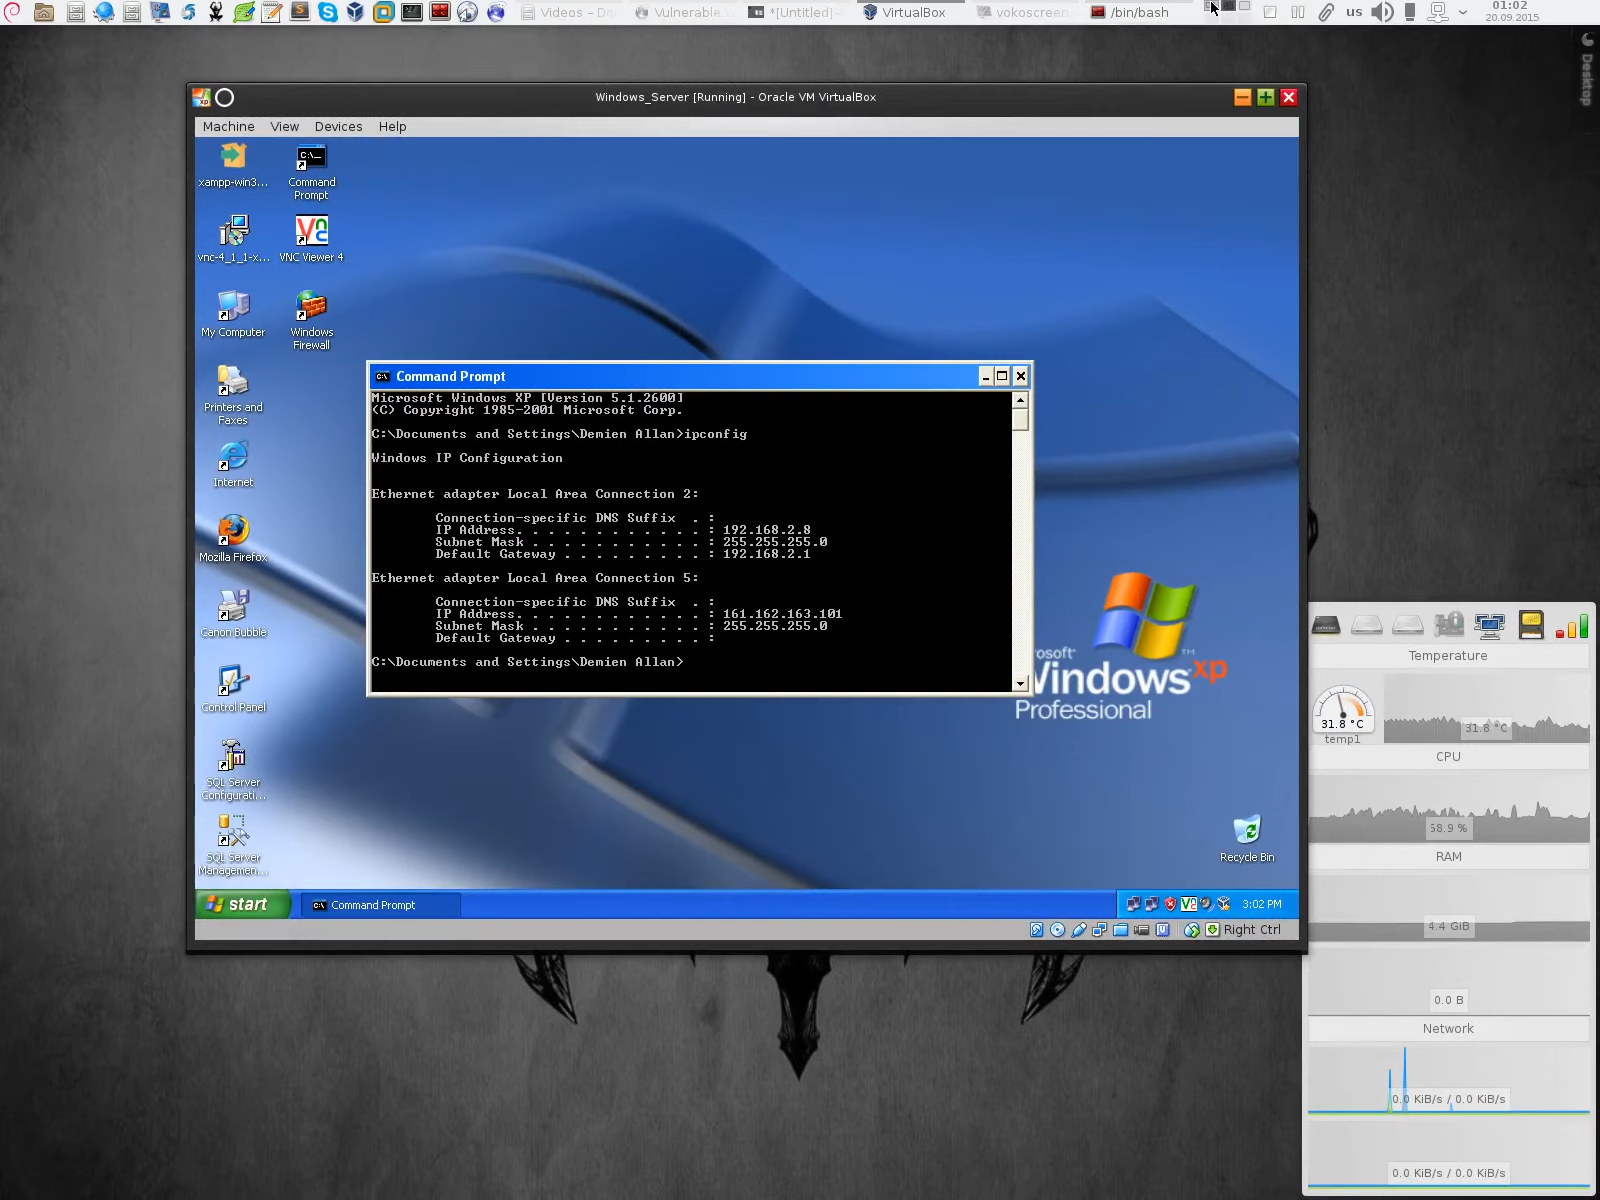 Videos – Do
Vulnerable
*[Untitled]
VirtualBox
vokoscreen
/bin/bash
us
01:02
20.09.2015
Desktop
Windows_Server [Running] - Oracle VM VirtualBox
Machine View Devices Help
xampp-win3...
Command
Prompt
vnc-4_1_1-x...
VNC Viewer 4
My Computer
Windows
Firewall
Printers and
Faxes
Internet
Mozilla Firefox
Canon Bubble
Control Panel
SQL Server
Configurati...
SQL Server
Managemen...
Command Prompt
Microsoft Windows XP [Version 5.1.2600]
(C) Copyright 1985-2001 Microsoft Corp.
C:\Documents and Settings\Demien Allan>ipconfig
Windows IP Configuration
Ethernet adapter Local Area Connection 2:
Connection-specific DNS Suffix . :
IP Address. . . . . . . . . . . . : 192.168.2.8
Subnet Mask . . . . . . . . . . . : 255.255.255.0
Default Gateway . . . . . . . . . : 192.168.2.1
Ethernet adapter Local Area Connection 5:
Connection-specific DNS Suffix . :
IP Address. . . . . . . . . . . . : 161.162.163.101
Subnet Mask . . . . . . . . . . . : 255.255.255.0
Default Gateway . . . . . . . . . :
C:\Documents and Settings\Demien Allan>
rosoft
Windows xp
Professional
Recycle Bin
start
Command Prompt
3:02 PM
Right Ctrl
Temperature
31.8 °C
temp1
31.8 °C
CPU
58.9 %
RAM
4.4 GiB
0.0 B
Network
0.0 KiB/s / 0.0 KiB/s
0.0 KiB/s / 0.0 KiB/s